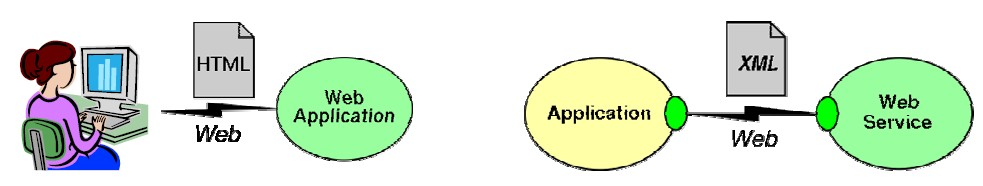 HTML
Web
Application
Web
XML
Application
Web
Service
Web